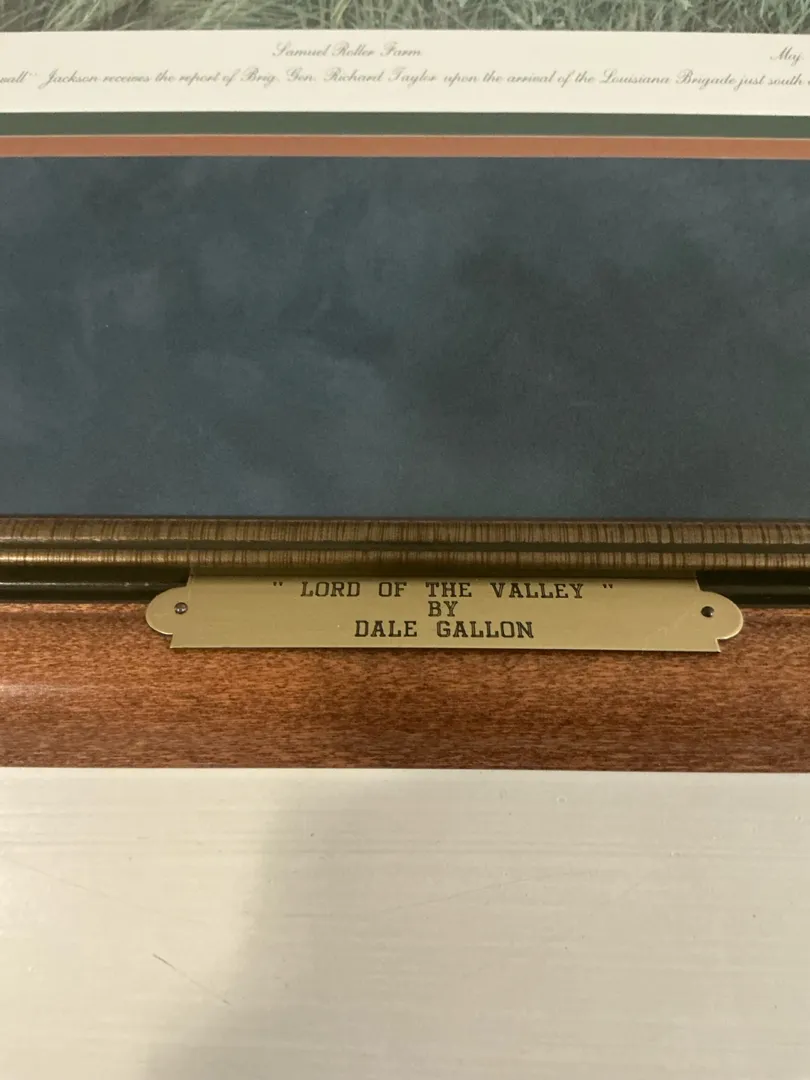 Samuel Roller Farm
Maj.
wall" Jackson receives the report of Brig. Gen. Richard Taylor upon the arrival of the Louisiana Brigade just south
" LORD OF THE VALLEY "
BY
DALE GALLON